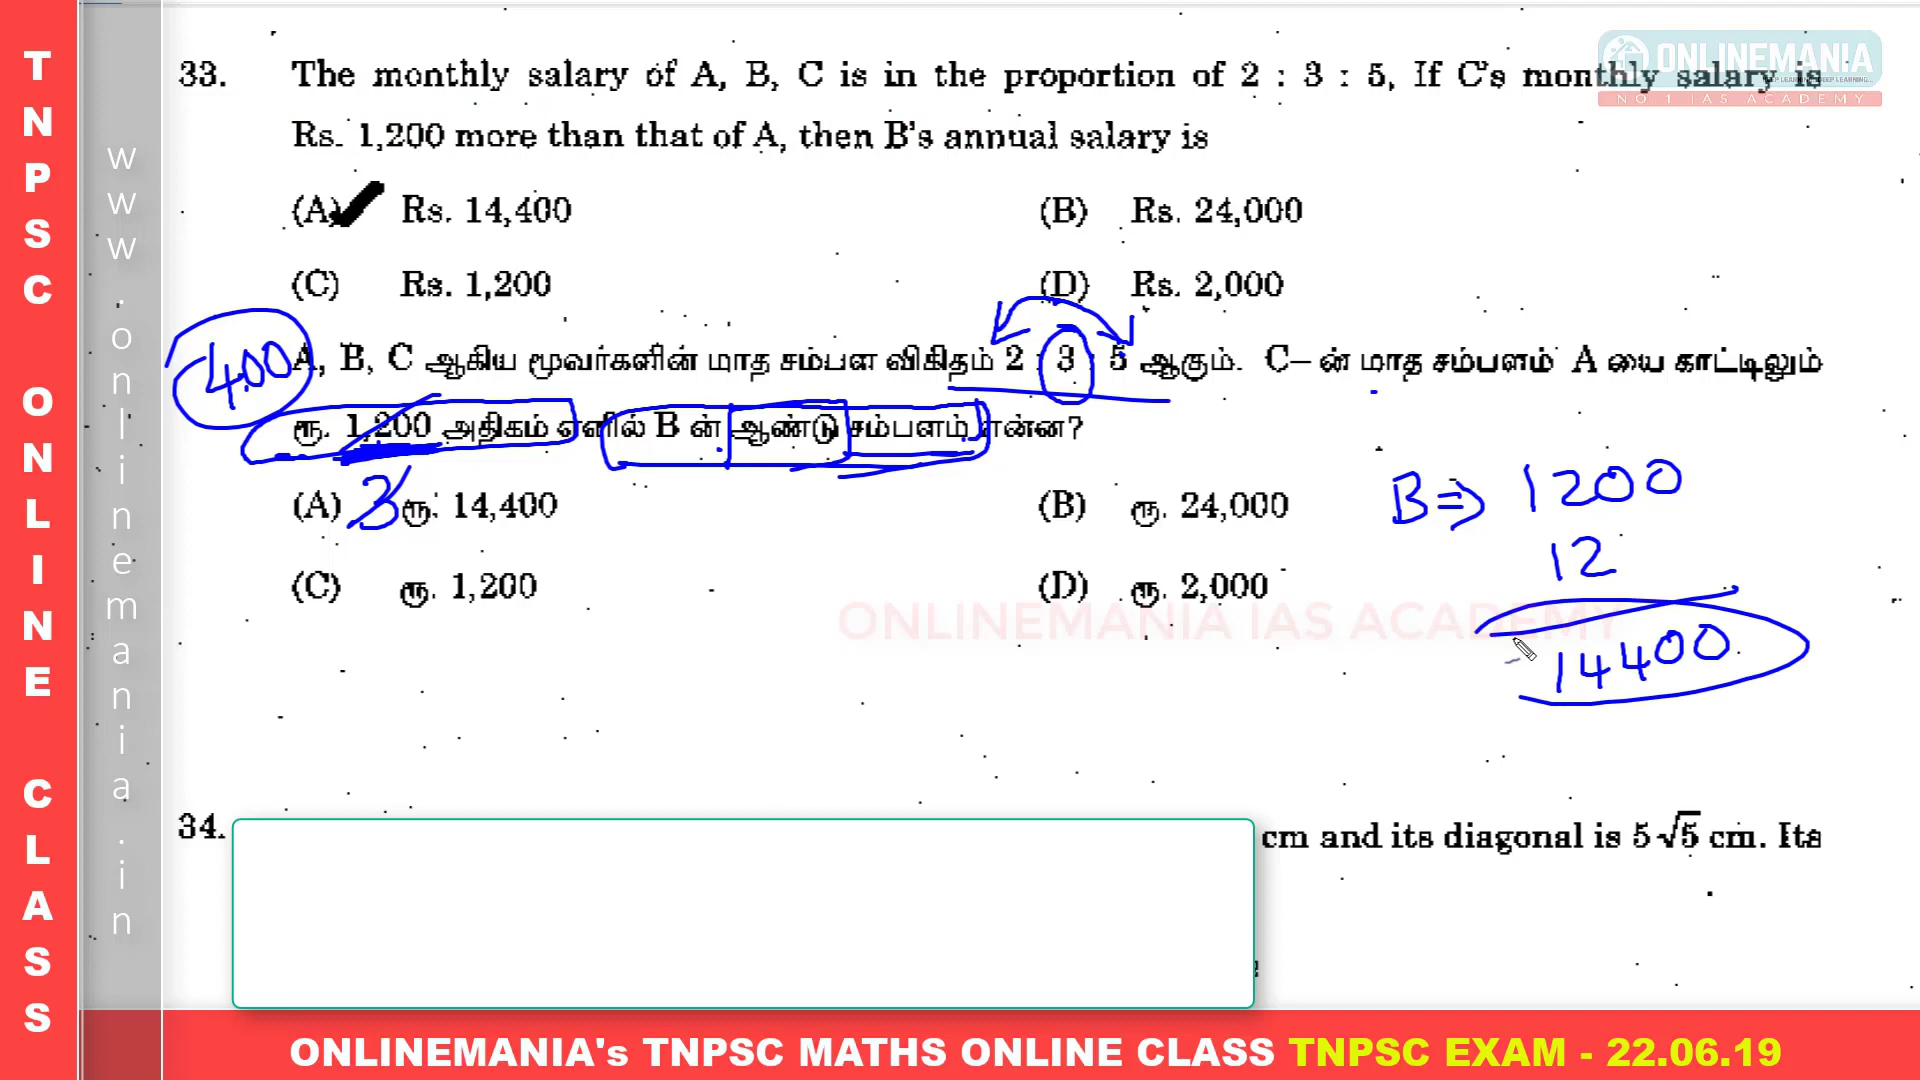 TNPSC ONLINE CLASS
www.onlinemania.in
ONLINEMANIA
NO 1 IAS ACADEMY
33. The monthly salary of A, B, C is in the proportion of 2 : 3 : 5, If C's monthly salary is
Rs. 1,200 more than that of A, then B's annual salary is
(A) Rs. 14,400 (B) Rs. 24,000
(C) Rs. 1,200 (D) Rs. 2,000
400
A, B, C ஆகிய மூவர்களின் மாத சம்பள விகிதம் 2 : 3 : 5 ஆகும். C–ன் மாத சம்பளம் A யை காட்டிலும்
ரூ. 1,200 அதிகம் எனில் B ன் ஆண்டு சம்பளம் என்ன?
3
(A) ரூ. 14,400 (B) ரூ. 24,000
(C) ரூ. 1,200 (D) ரூ. 2,000
B ⇒ 1200
12
14400
ONLINEMANIA IAS ACADEMY
34. cm and its diagonal is 5√5 cm. Its
ONLINEMANIA's TNPSC MATHS ONLINE CLASS TNPSC EXAM - 22.06.19